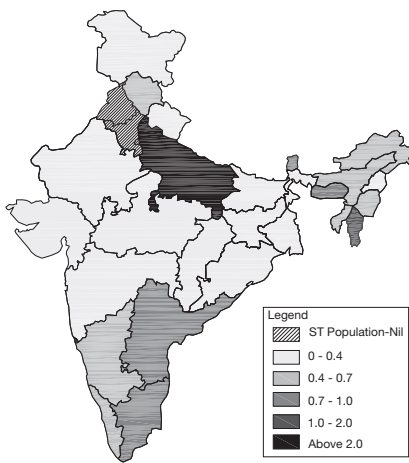 Legend
ST Population-Nil
0 - 0.4
0.4 - 0.7
0.7 - 1.0
1.0 - 2.0
Above 2.0